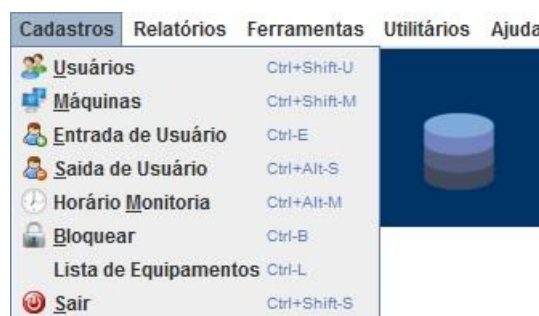 Cadastros Relatórios Ferramentas Utilitários Ajuda
Usuários Ctrl+Shift-U
Máquinas Ctrl+Shift-M
Entrada de Usuário Ctrl-E
Saida de Usuário Ctrl+Alt-S
Horário Monitoria Ctrl+Alt-M
Bloquear Ctrl-B
Lista de Equipamentos Ctrl-L
Sair Ctrl+Shift-S